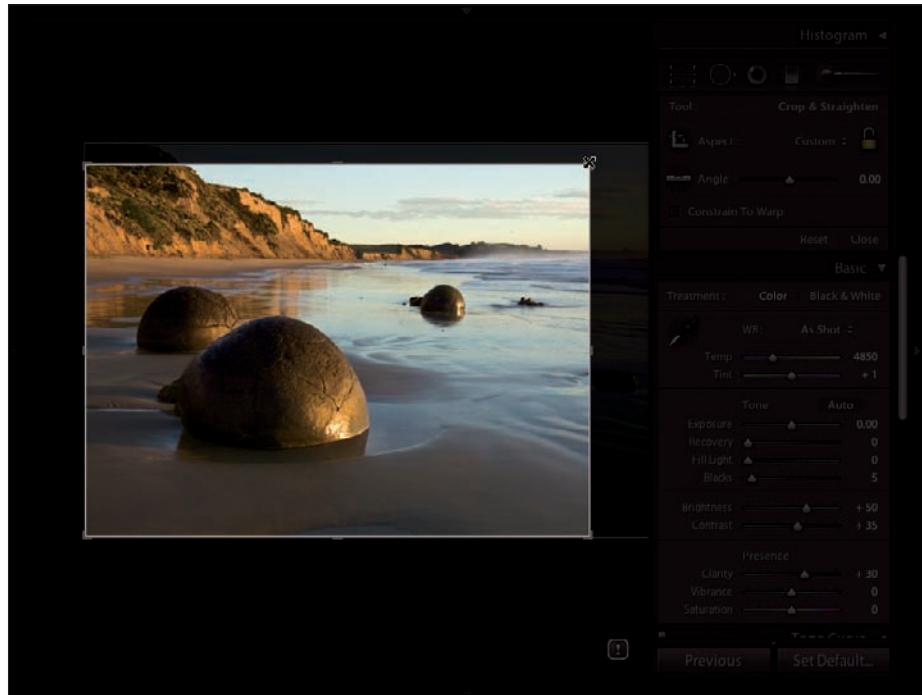 Histogram
Tool : Crop & Straighten
Aspect : Custom
Angle 0.00
Constrain To Warp
Reset Close
Basic
Treatment : Color Black & White
WB : As Shot
Temp 4850
Tint + 1
Tone Auto
Exposure 0.00
Recovery 0
Fill Light 0
Blacks 5
Brightness + 50
Contrast + 35
Presence
Clarity + 30
Vibrance 0
Saturation 0
Tone Curve
Previous Set Default...